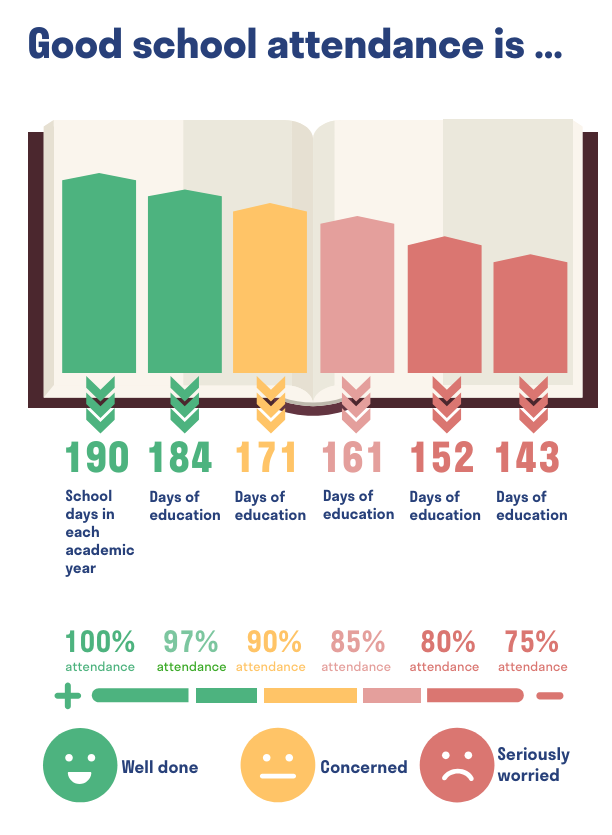 Good school attendance is ...
190 184 171 161 152 143
School days in each academic year
Days of education
Days of education
Days of education
Days of education
Days of education
100% attendance
97% attendance
90% attendance
85% attendance
80% attendance
75% attendance
Well done
Concerned
Seriously worried